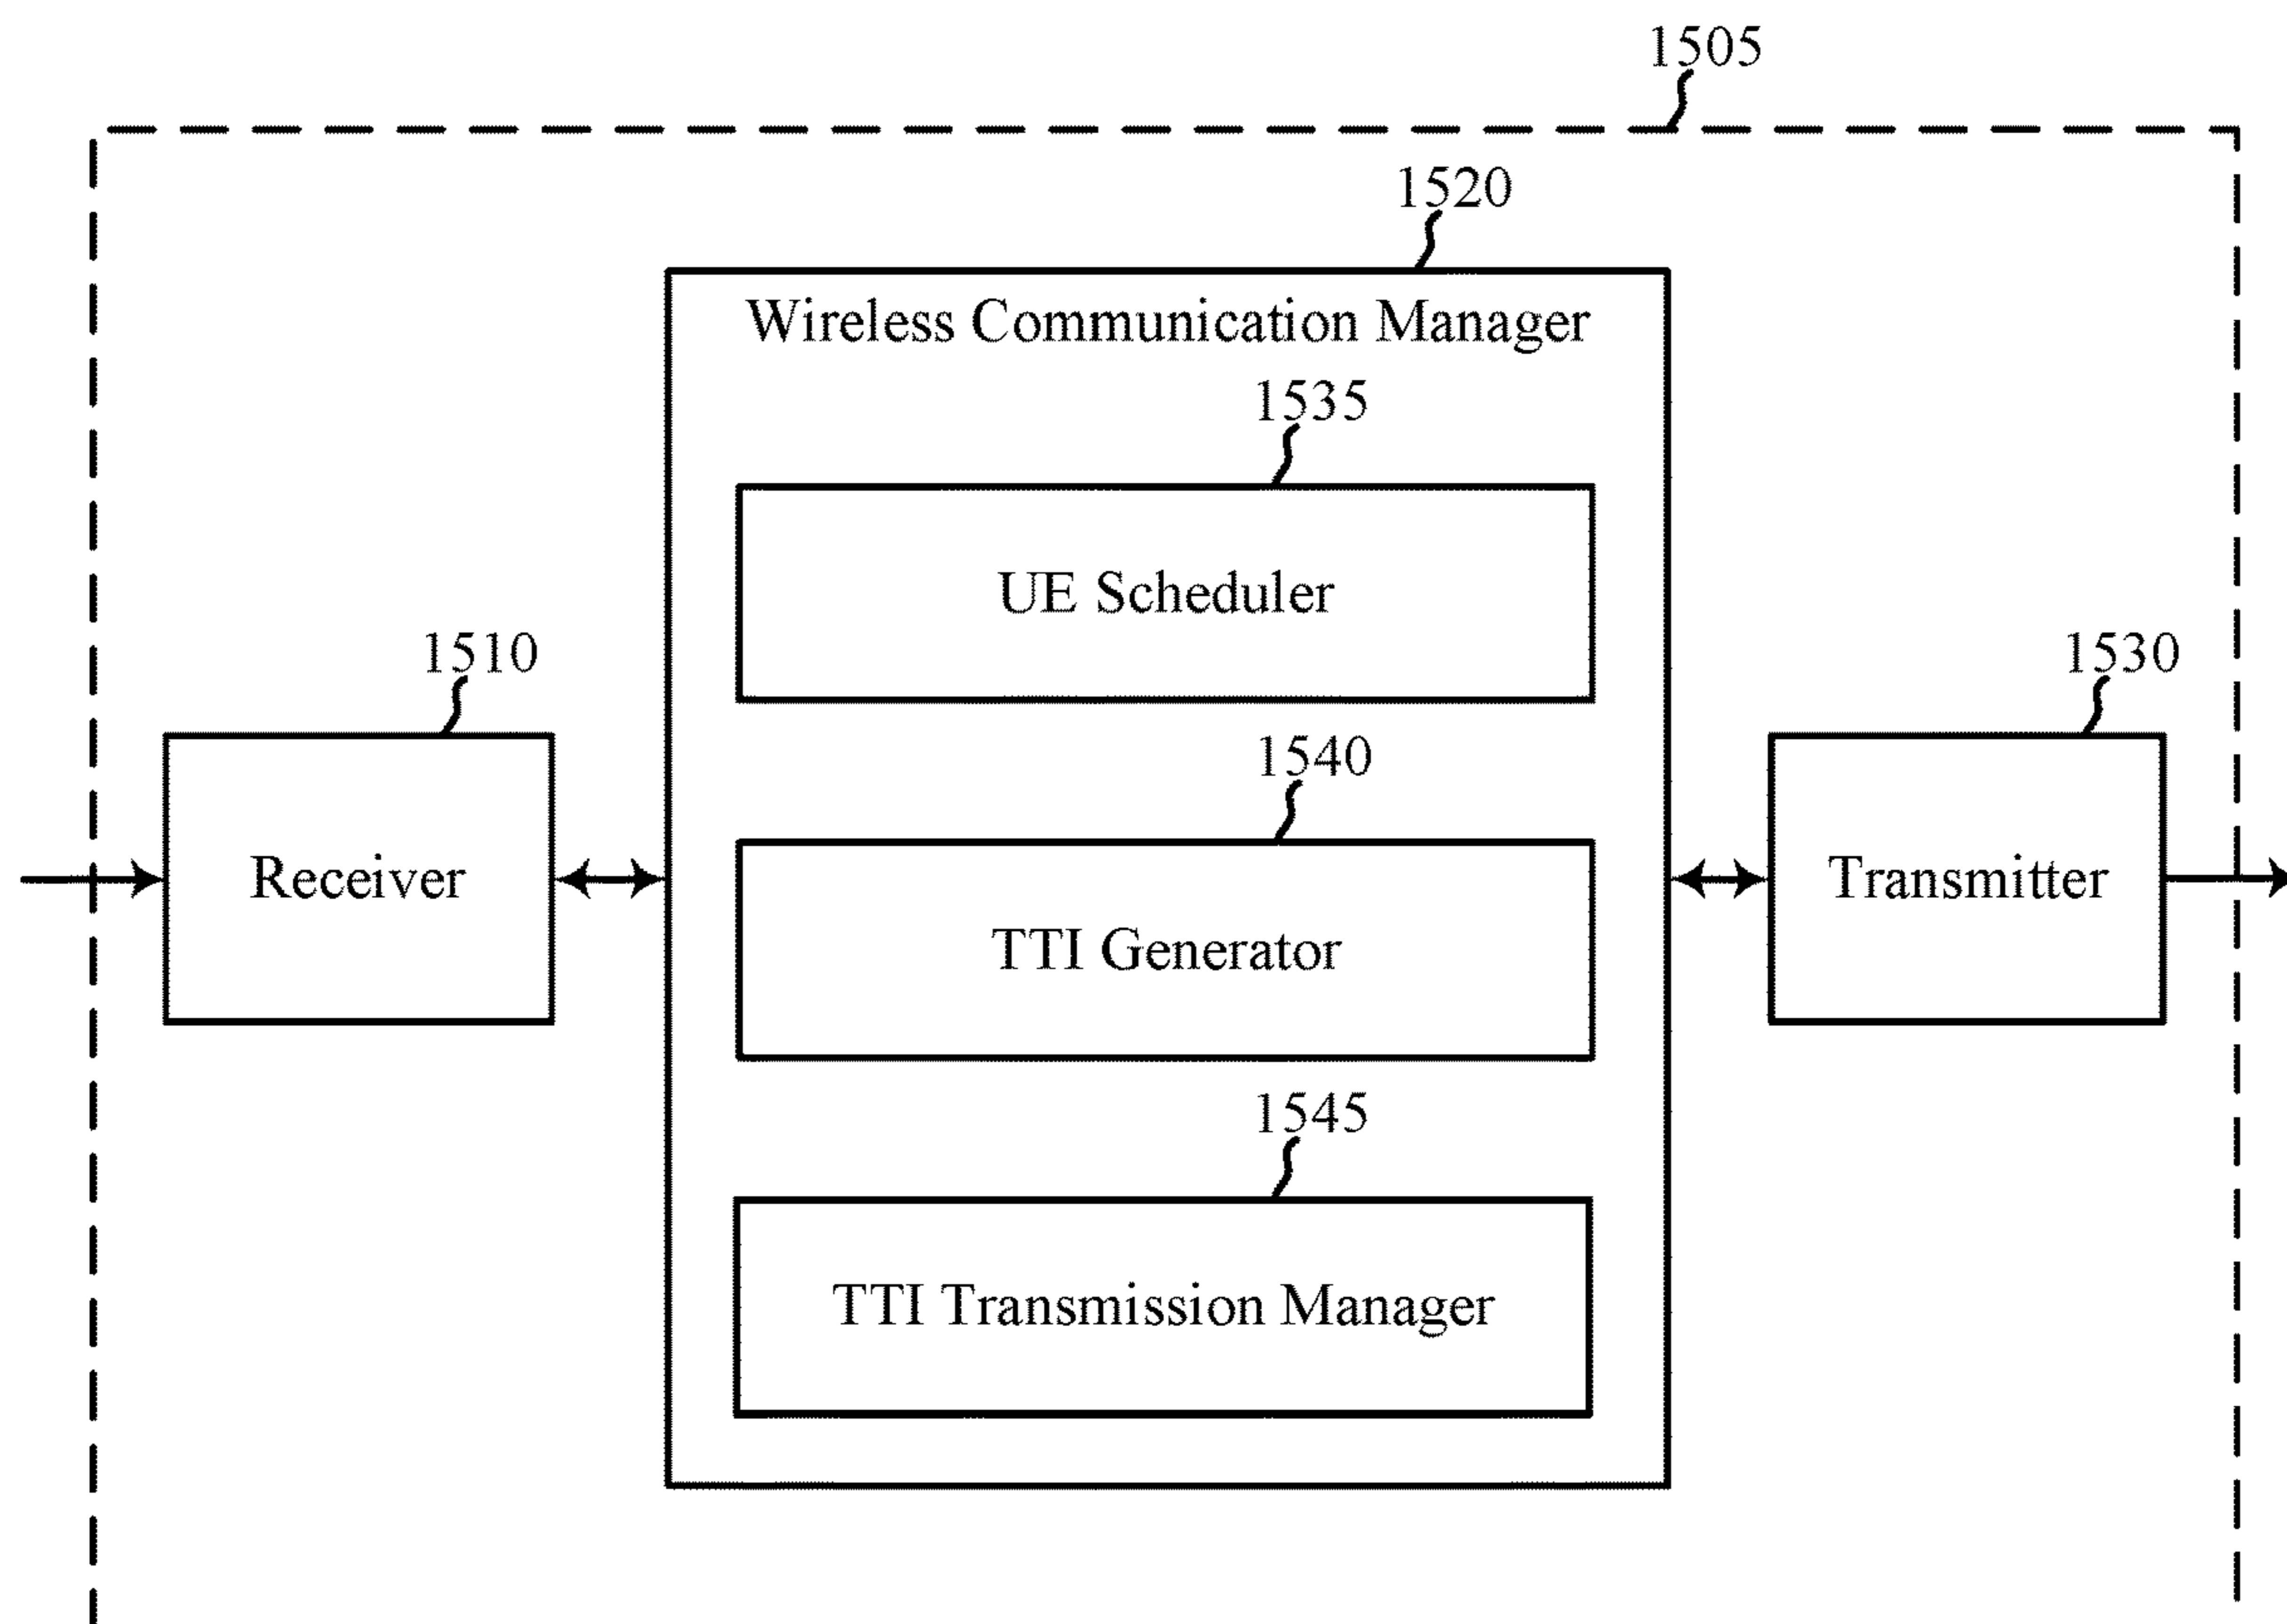 1505
1520
Wireless Communication Manager
1535
UE Scheduler
1510
1530
1540
Receiver
Transmitter
TTI Generator
1545
TTI Transmission Manager